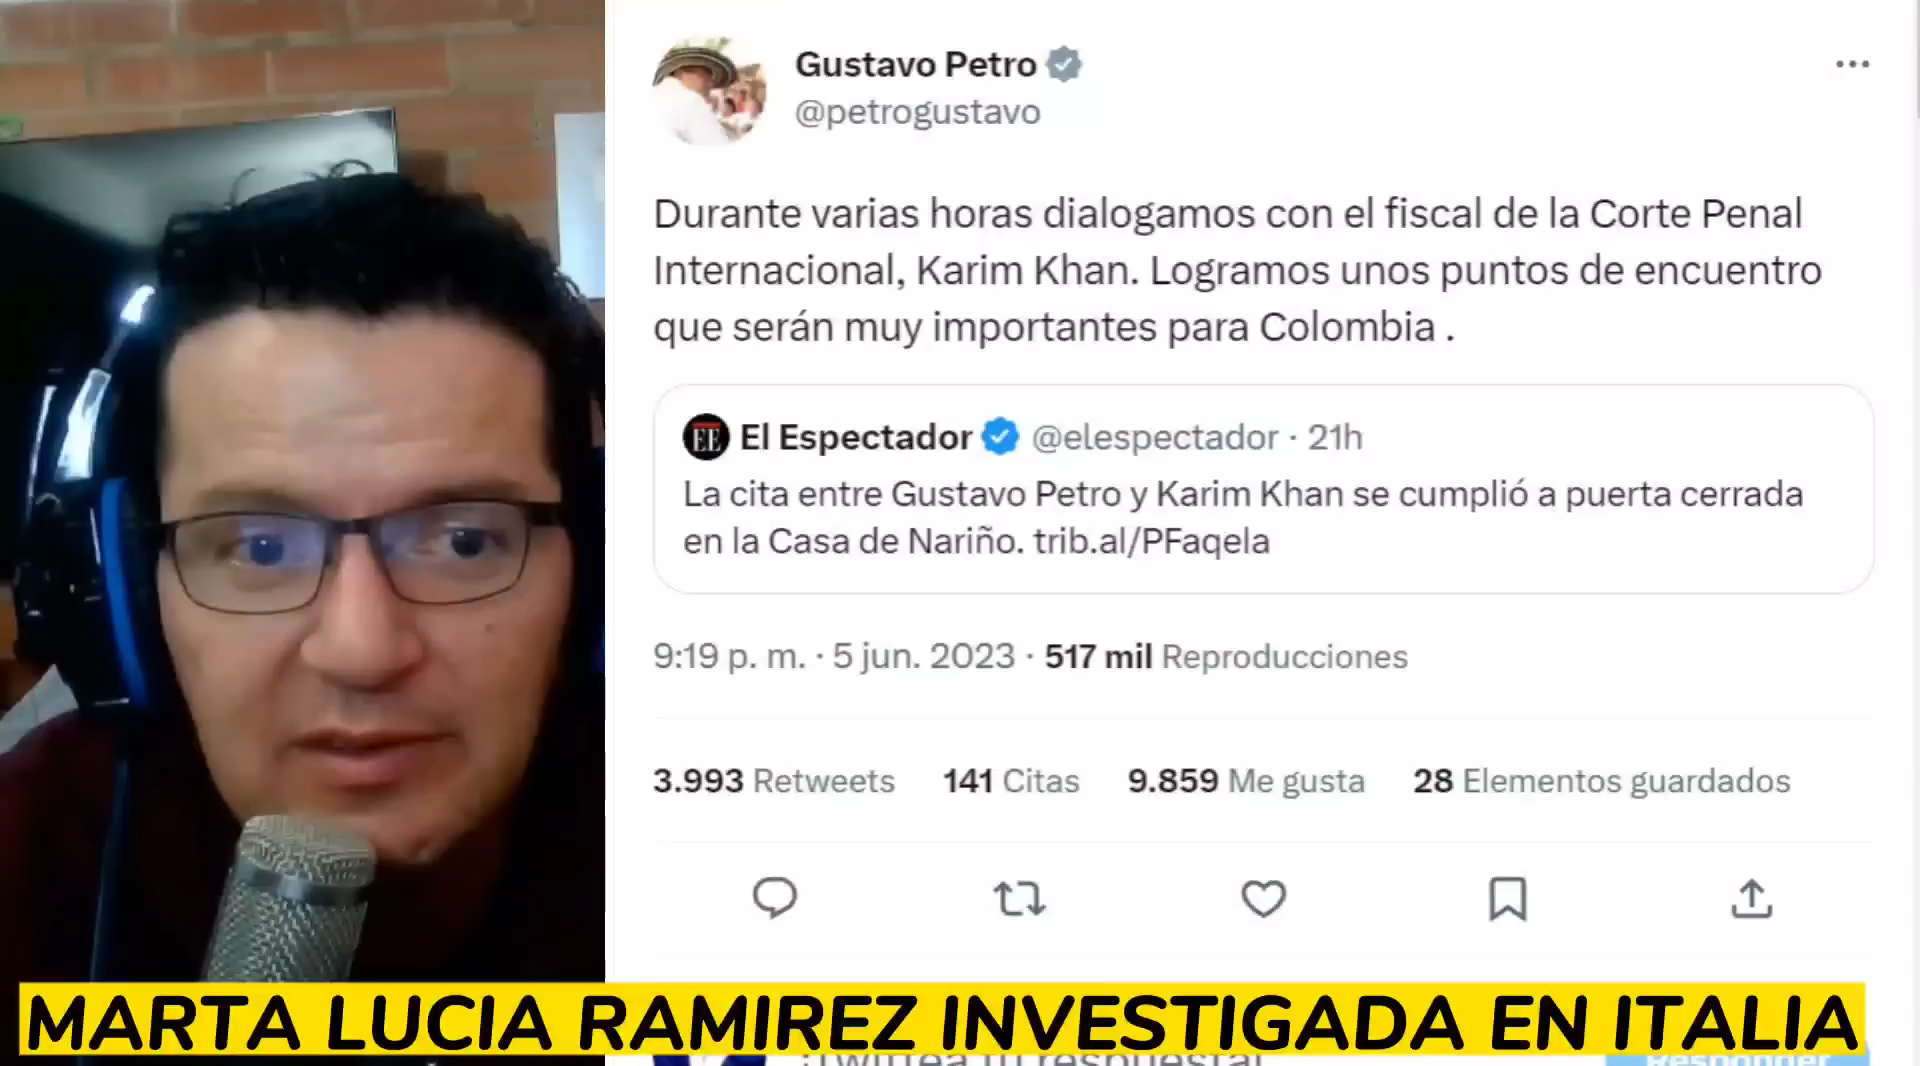 Gustavo Petro
@petrogustavo
Durante varias horas dialogamos con el fiscal de la Corte Penal
Internacional, Karim Khan. Logramos unos puntos de encuentro
que serán muy importantes para Colombia .
EE El Espectador @elespectador · 21h
La cita entre Gustavo Petro y Karim Khan se cumplió a puerta cerrada
en la Casa de Nariño. trib.al/PFaqela
9:19 p. m. · 5 jun. 2023 · 517 mil Reproducciones
3.993 Retweets 141 Citas 9.859 Me gusta 28 Elementos guardados
MARTA LUCIA RAMIREZ INVESTIGADA EN ITALIA
¡Twittea tu respuesta! Responder